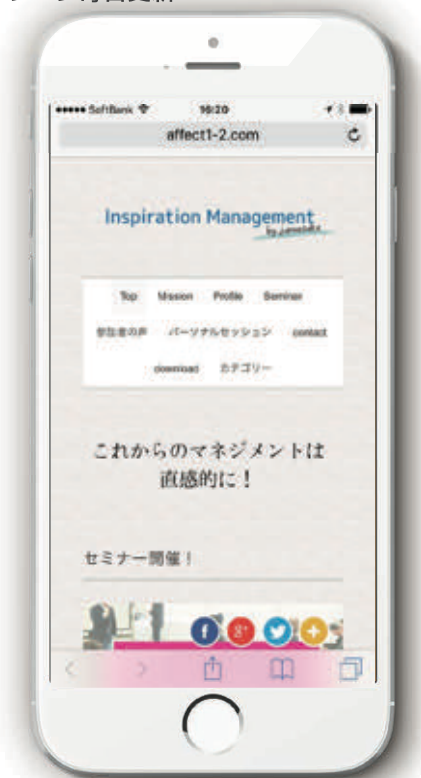 SoftBank 16:20
affect1-2.com
Inspiration Management
Top Mission Profile Seminar
参加者の声 パーソナルセッション contact
download カテゴリー
これからのマネジメントは
直感的に！
セミナー開催！
f g+